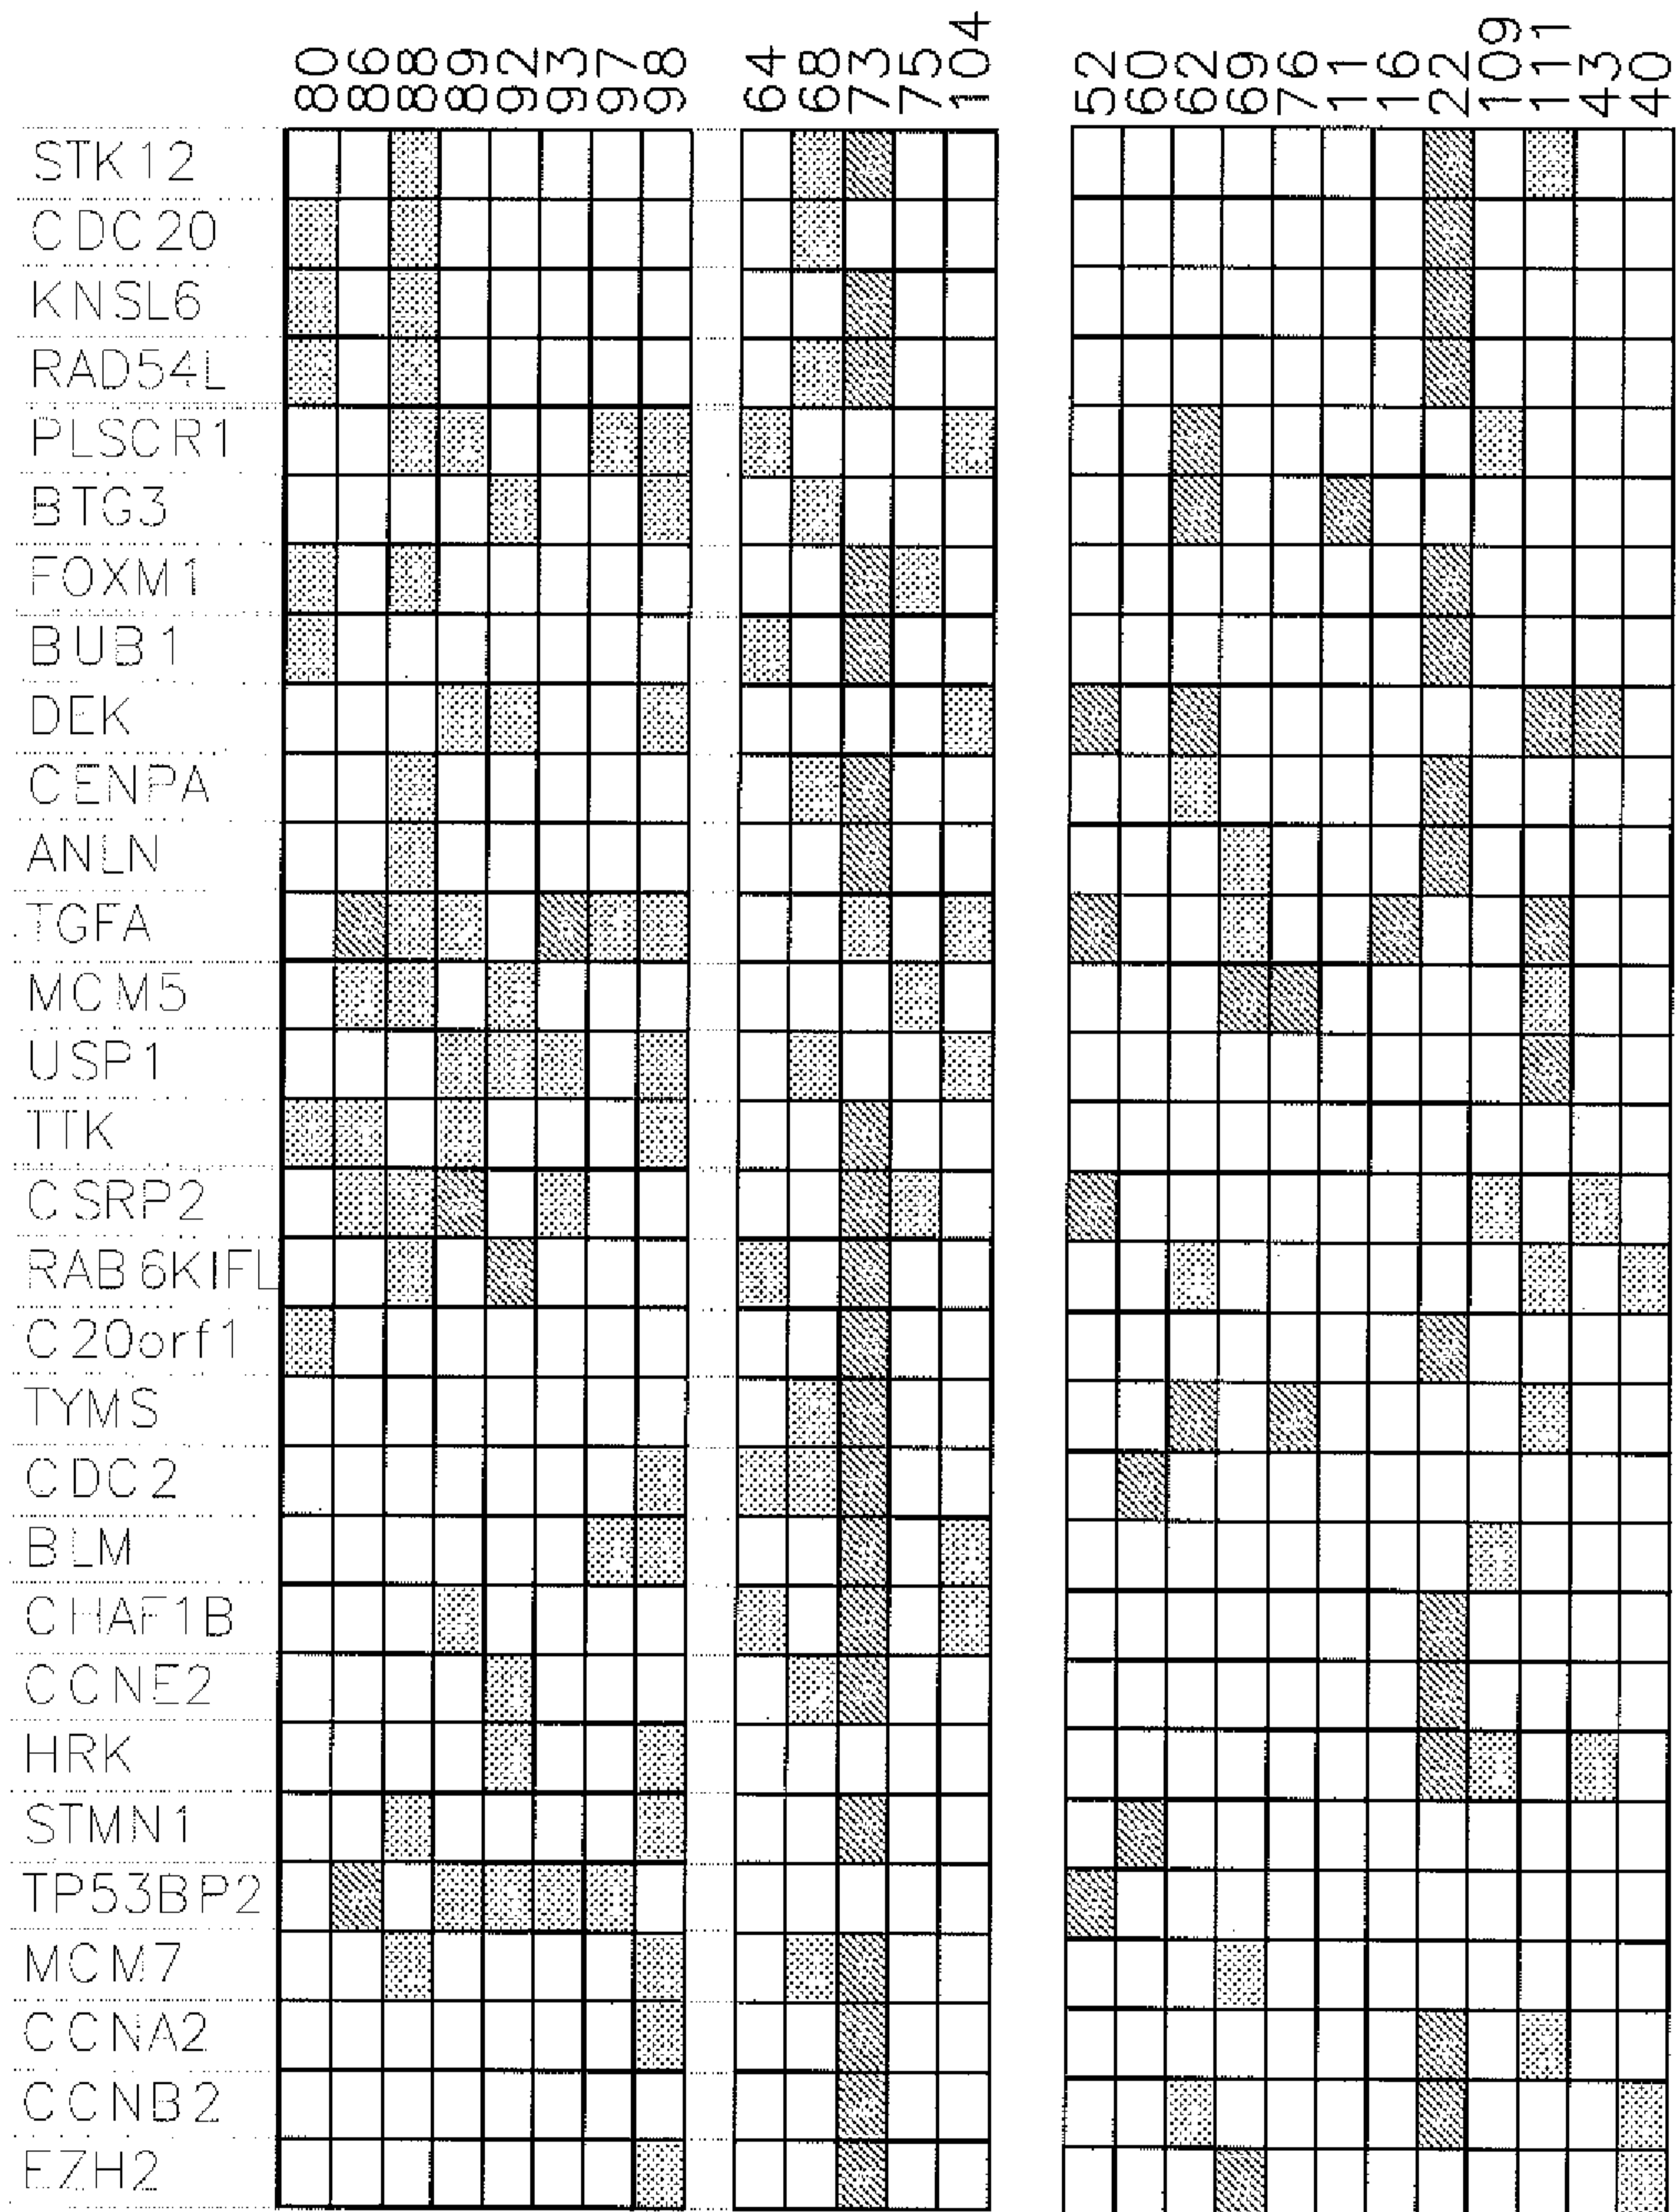 80 86 88 89 92 93 97 98 64 68 73 75 104 52 60 62 69 76 11 16 22 109 111 43 40
STK12
CDC20
KNSL6
RAD54L
PLSCR1
BTG3
FOXM1
BUB1
DEK
CENPA
ANLN
TGFA
MCM5
USP1
TTK
CSRP2
RAB6KIFL
C20orf1
TYMS
CDC2
BLM
CHAF1B
CCNE2
HRK
STMN1
TP53BP2
MCM7
CCNA2
CCNB2
EZH2